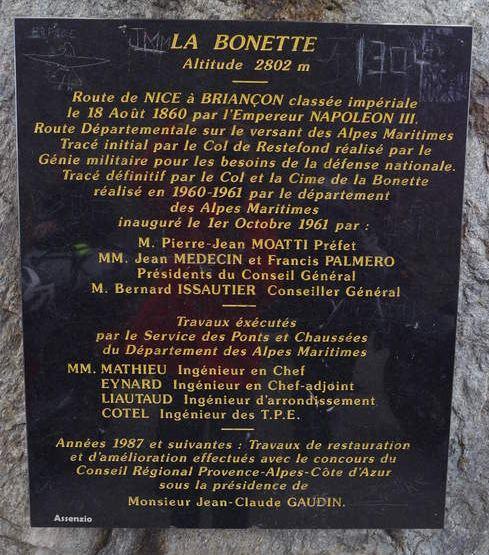 LA BONETTE
Altitude 2802 m
Route de NICE à BRIANÇON classée impériale
le 18 Août 1860 par l'Empereur NAPOLEON III.
Route Départementale sur le versant des Alpes Maritimes
Tracé initial par le Col de Restefond réalisé par le
Génie militaire pour les besoins de la défense nationale.
Tracé définitif par le Col et la Cime de la Bonette
réalisé en 1960-1961 par le département
des Alpes Maritimes
inauguré le 1er Octobre 1961 par :
M. Pierre-Jean MOATTI Préfet
MM. Jean MEDECIN et Francis PALMERO
Présidents du Conseil Général
M. Bernard ISSAUTIER Conseiller Général
Travaux éxécutés
par le Service des Ponts et Chaussées
du Département des Alpes Maritimes
MM. MATHIEU Ingénieur en Chef
EYNARD Ingénieur en Chef-adjoint
LIAUTAUD Ingénieur d'arrondissement
COTEL Ingénieur des T.P.E.
Années 1987 et suivantes : Travaux de restauration
et d'amélioration effectués avec le concours du
Conseil Régional Provence-Alpes-Côte d'Azur
sous la présidence de
Monsieur Jean-Claude GAUDIN.
Assenzio